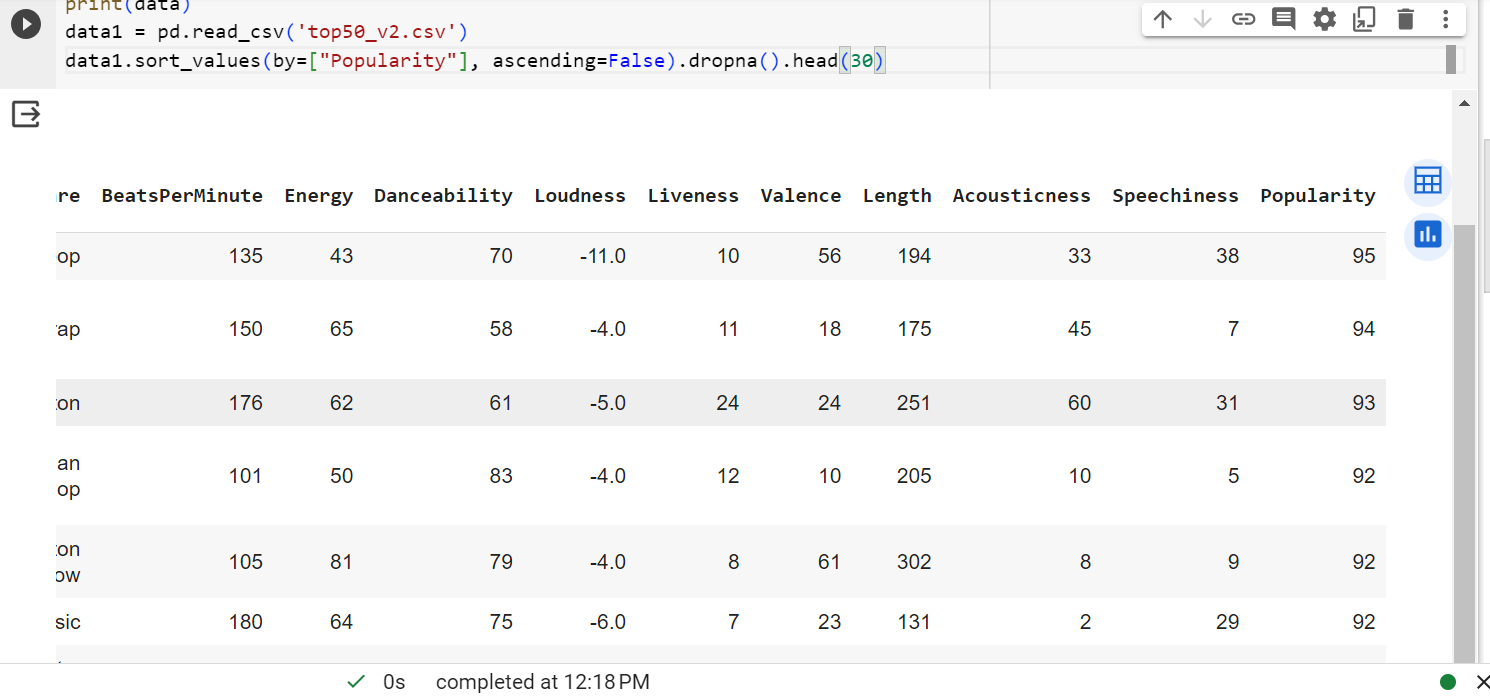 print(data)
data1 = pd.read_csv('top50_v2.csv')
data1.sort_values(by=["Popularity"], ascending=False).dropna().head(30)
re BeatsPerMinute Energy Danceability Loudness Liveness Valence Length Acousticness Speechiness Popularity
op 135 43 70 -11.0 10 56 194 33 38 95
ap 150 65 58 -4.0 11 18 175 45 7 94
on 176 62 61 -5.0 24 24 251 60 31 93
an
op 101 50 83 -4.0 12 10 205 10 5 92
on
ow 105 81 79 -4.0 8 61 302 8 9 92
sic 180 64 75 -6.0 7 23 131 2 29 92
0s completed at 12:18 PM